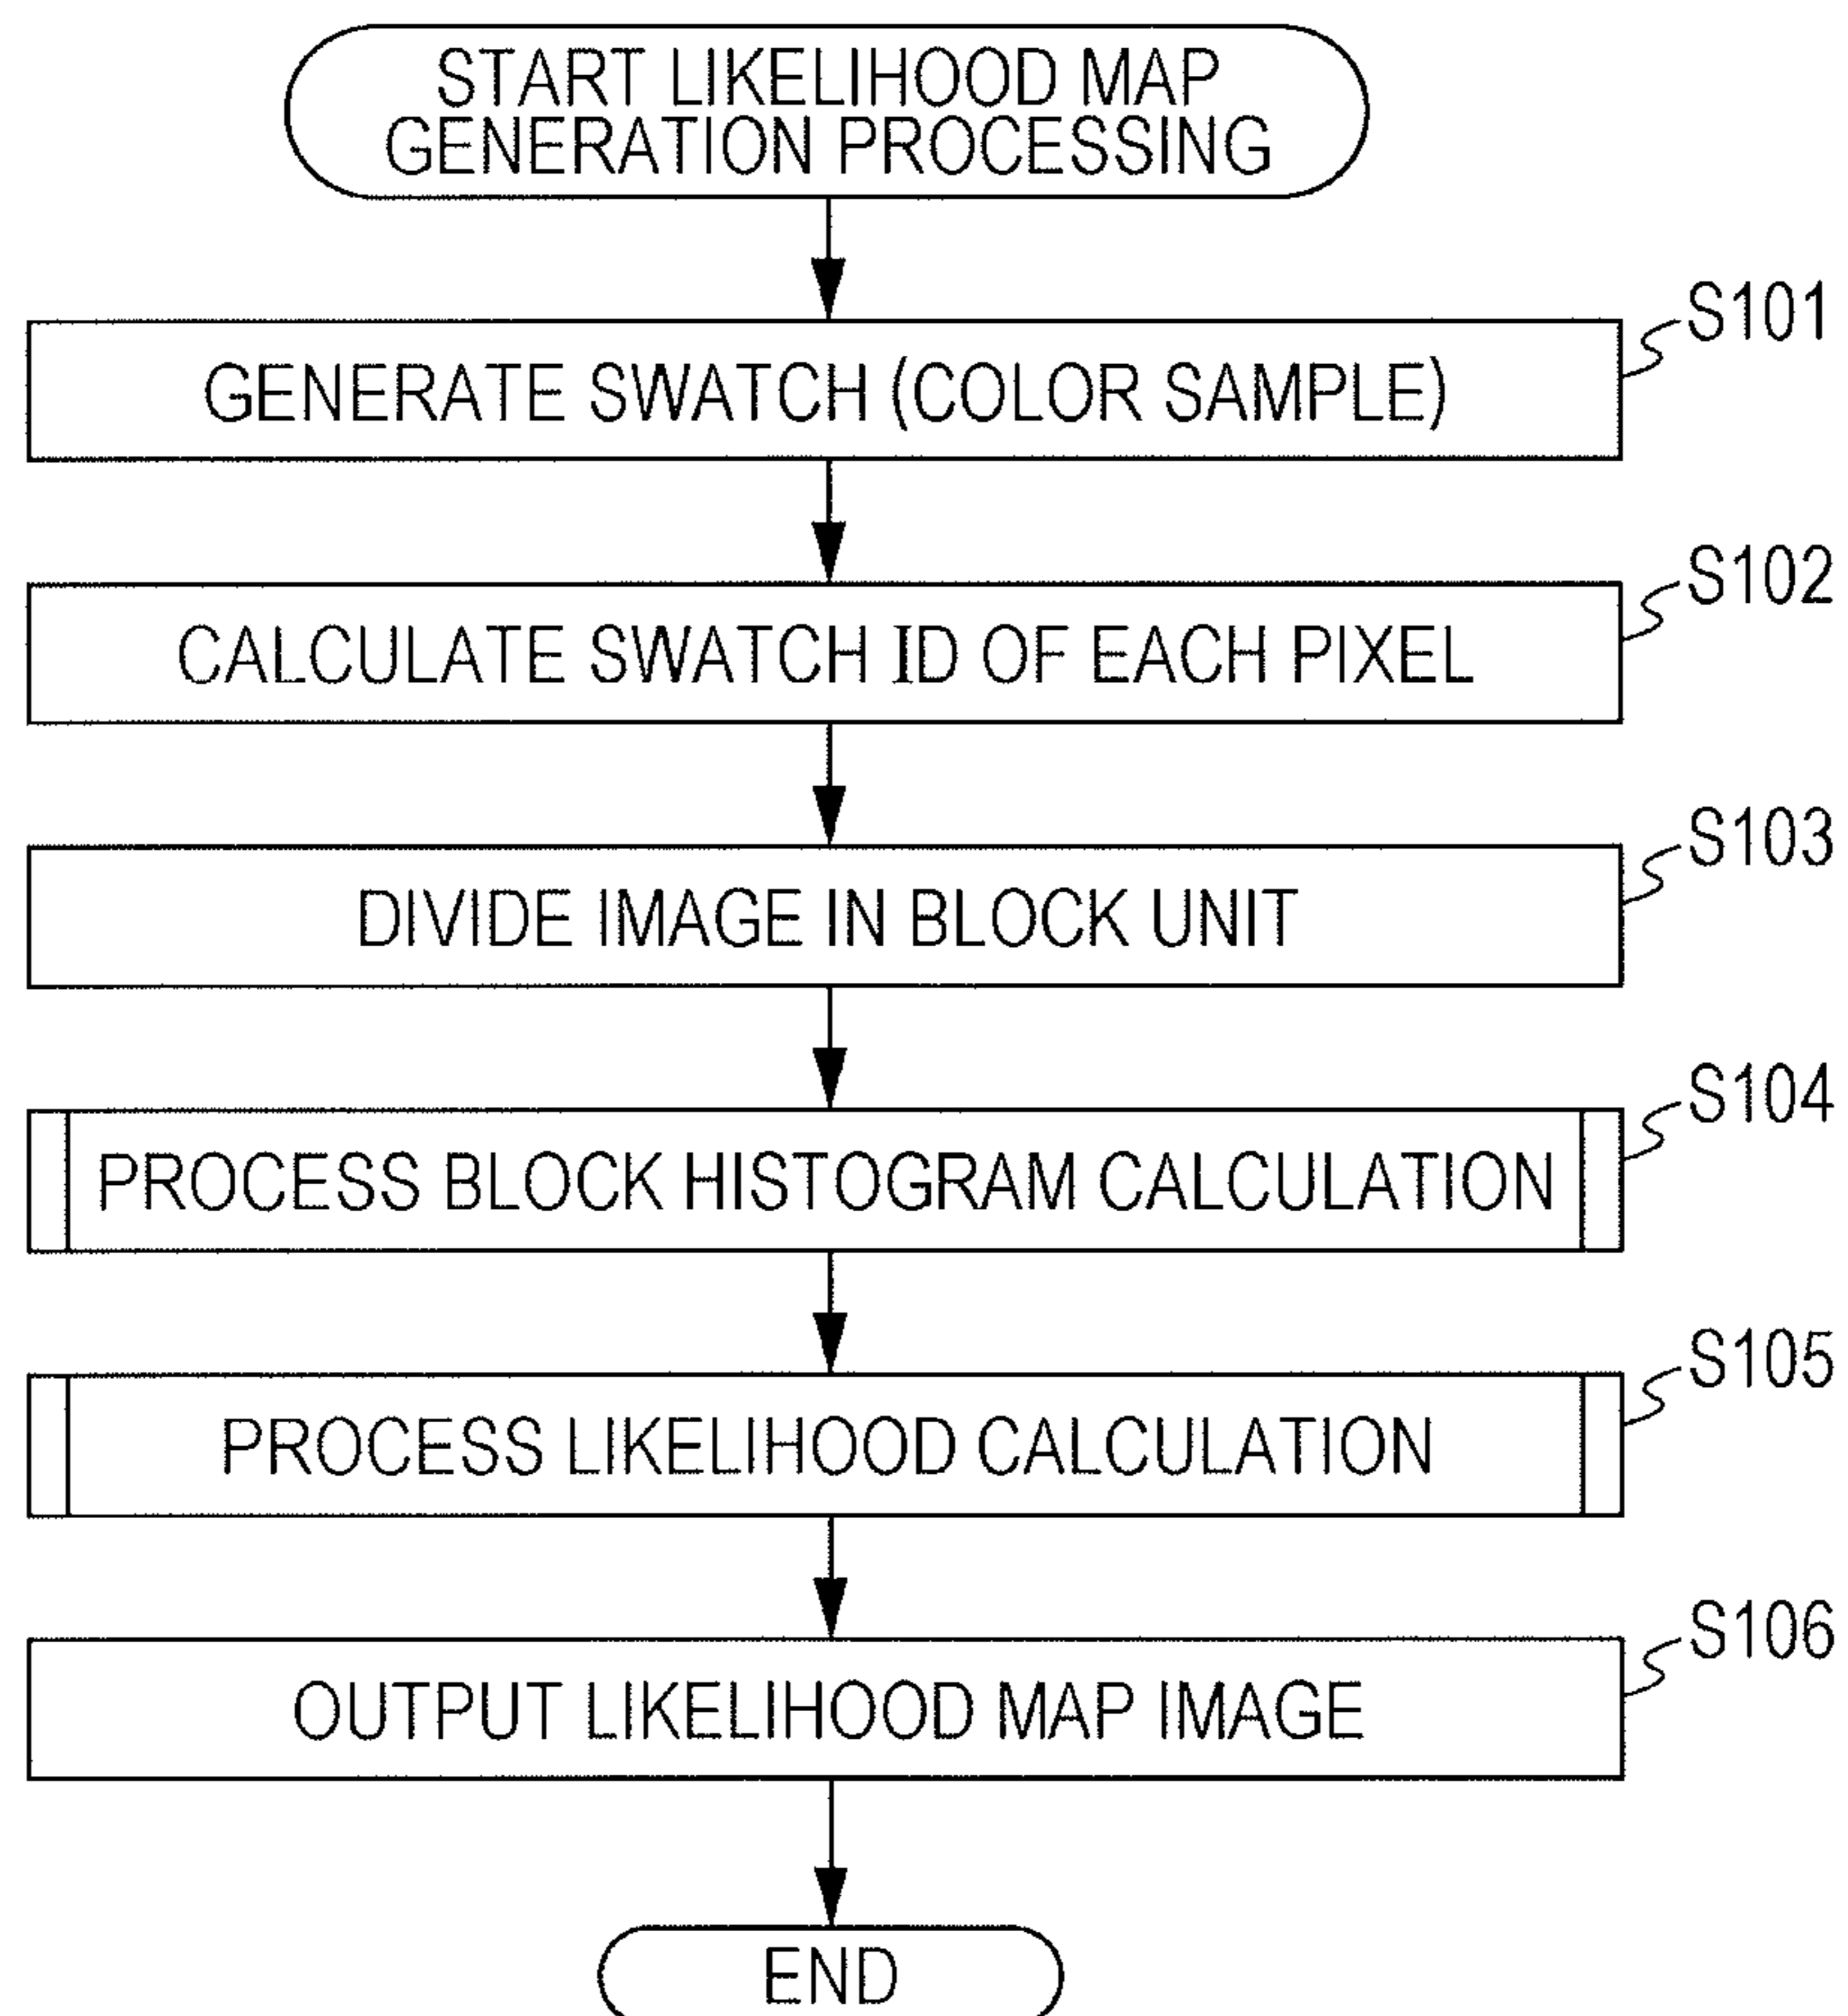 START LIKELIHOOD MAP
GENERATION PROCESSING
S101
GENERATE SWATCH (COLOR SAMPLE)
S102
CALCULATE SWATCH ID OF EACH PIXEL
S103
DIVIDE IMAGE IN BLOCK UNIT
S104
PROCESS BLOCK HISTOGRAM CALCULATION
S105
PROCESS LIKELIHOOD CALCULATION
S106
OUTPUT LIKELIHOOD MAP IMAGE
END